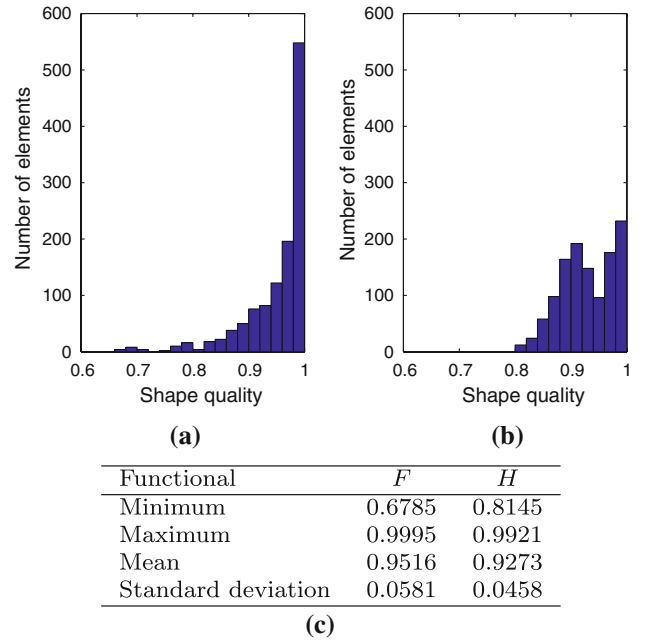 600
500
400
300
200
100
0
0.6 0.7 0.8 0.9 1
Number of elements
Shape quality
(a)
600
500
400
300
200
100
0
0.6 0.7 0.8 0.9 1
Number of elements
Shape quality
(b)
Functional F H
Minimum 0.6785 0.8145
Maximum 0.9995 0.9921
Mean 0.9516 0.9273
Standard deviation 0.0581 0.0458
(c)